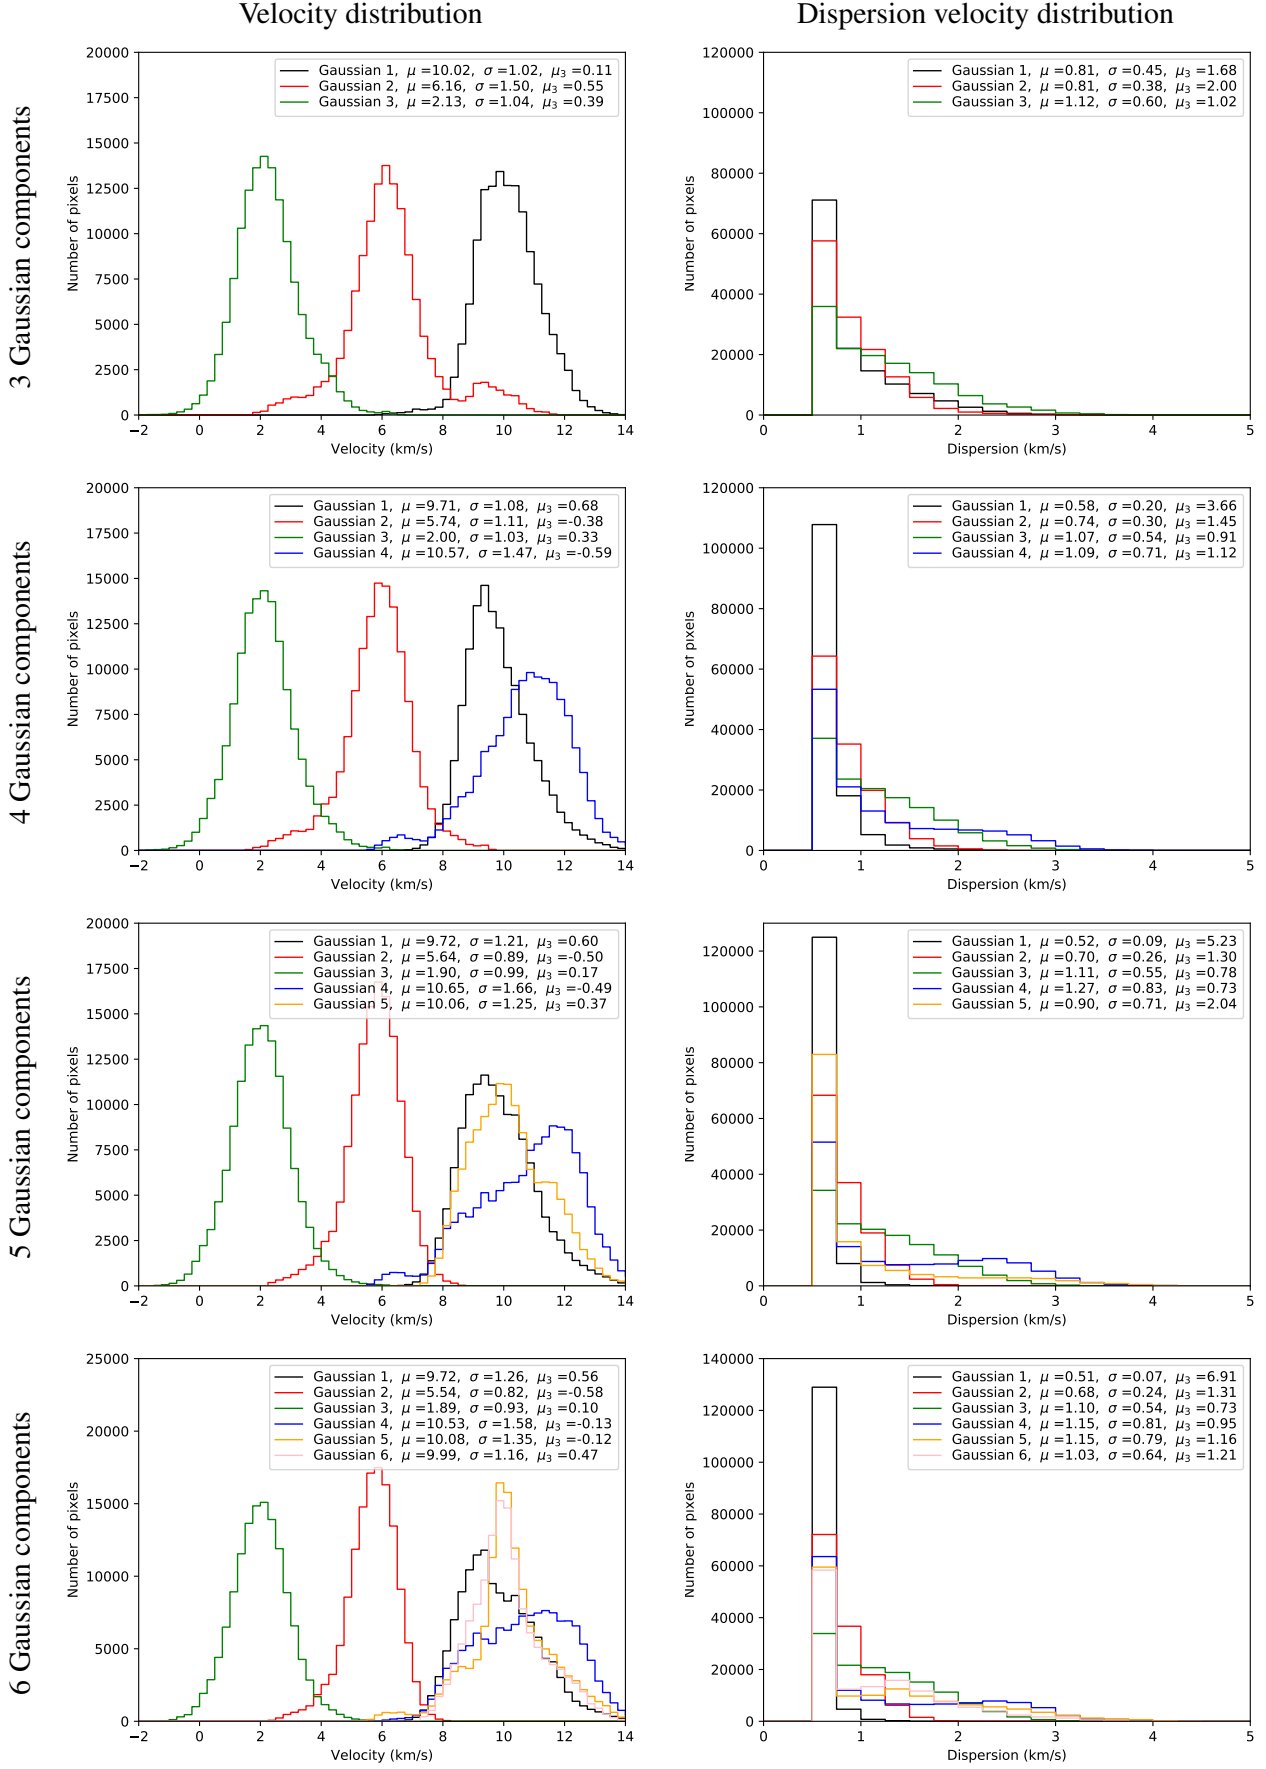 Velocity distribution
Dispersion velocity distribution
3 Gaussian components
20000
17500
15000
12500
10000
7500
5000
2500
0
Number of pixels
Gaussian 1, μ =10.02, σ =1.02, μ3 =0.11
Gaussian 2, μ =6.16, σ =1.50, μ3 =0.55
Gaussian 3, μ =2.13, σ =1.04, μ3 =0.39
−2 0 2 4 6 8 10 12 14
Velocity (km/s)
120000
100000
80000
60000
40000
20000
0
Number of pixels
Gaussian 1, μ =0.81, σ =0.45, μ3 =1.68
Gaussian 2, μ =0.81, σ =0.38, μ3 =2.00
Gaussian 3, μ =1.12, σ =0.60, μ3 =1.02
0 1 2 3 4 5
Dispersion (km/s)
4 Gaussian components
20000
17500
15000
12500
10000
7500
5000
2500
0
Number of pixels
Gaussian 1, μ =9.71, σ =1.08, μ3 =0.68
Gaussian 2, μ =5.74, σ =1.11, μ3 =-0.38
Gaussian 3, μ =2.00, σ =1.03, μ3 =0.33
Gaussian 4, μ =10.57, σ =1.47, μ3 =-0.59
−2 0 2 4 6 8 10 12 14
Velocity (km/s)
120000
100000
80000
60000
40000
20000
0
Number of pixels
Gaussian 1, μ =0.58, σ =0.20, μ3 =3.66
Gaussian 2, μ =0.74, σ =0.30, μ3 =1.45
Gaussian 3, μ =1.07, σ =0.54, μ3 =0.91
Gaussian 4, μ =1.09, σ =0.71, μ3 =1.12
0 1 2 3 4 5
Dispersion (km/s)
5 Gaussian components
20000
17500
15000
12500
10000
7500
5000
2500
0
Number of pixels
Gaussian 1, μ =9.72, σ =1.21, μ3 =0.60
Gaussian 2, μ =5.64, σ =0.89, μ3 =-0.50
Gaussian 3, μ =1.90, σ =0.99, μ3 =0.17
Gaussian 4, μ =10.65, σ =1.66, μ3 =-0.49
Gaussian 5, μ =10.06, σ =1.25, μ3 =0.37
−2 0 2 4 6 8 10 12 14
Velocity (km/s)
120000
100000
80000
60000
40000
20000
0
Number of pixels
Gaussian 1, μ =0.52, σ =0.09, μ3 =5.23
Gaussian 2, μ =0.70, σ =0.26, μ3 =1.30
Gaussian 3, μ =1.11, σ =0.55, μ3 =0.78
Gaussian 4, μ =1.27, σ =0.83, μ3 =0.73
Gaussian 5, μ =0.90, σ =0.71, μ3 =2.04
0 1 2 3 4 5
Dispersion (km/s)
6 Gaussian components
25000
20000
15000
10000
5000
0
Number of pixels
Gaussian 1, μ =9.72, σ =1.26, μ3 =0.56
Gaussian 2, μ =5.54, σ =0.82, μ3 =-0.58
Gaussian 3, μ =1.89, σ =0.93, μ3 =0.10
Gaussian 4, μ =10.53, σ =1.58, μ3 =-0.13
Gaussian 5, μ =10.08, σ =1.35, μ3 =-0.12
Gaussian 6, μ =9.99, σ =1.16, μ3 =0.47
−2 0 2 4 6 8 10 12 14
Velocity (km/s)
140000
120000
100000
80000
60000
40000
20000
0
Number of pixels
Gaussian 1, μ =0.51, σ =0.07, μ3 =6.91
Gaussian 2, μ =0.68, σ =0.24, μ3 =1.31
Gaussian 3, μ =1.10, σ =0.54, μ3 =0.73
Gaussian 4, μ =1.15, σ =0.81, μ3 =0.95
Gaussian 5, μ =1.15, σ =0.79, μ3 =1.16
Gaussian 6, μ =1.03, σ =0.64, μ3 =1.21
0 1 2 3 4 5
Dispersion (km/s)